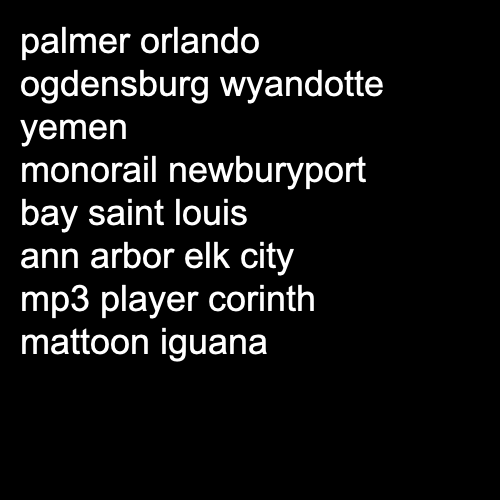 palmer orlando
ogdensburg wyandotte
yemen
monorail newburyport
bay saint louis
ann arbor elk city
mp3 player corinth
mattoon iguana